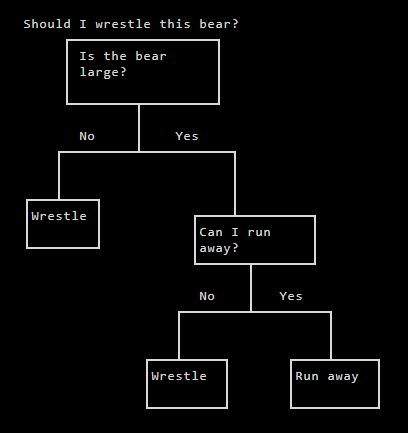 Should I wrestle this bear?
Is the bear
large?
No
Yes
Wrestle
Can I run
away?
No
Yes
Wrestle
Run away